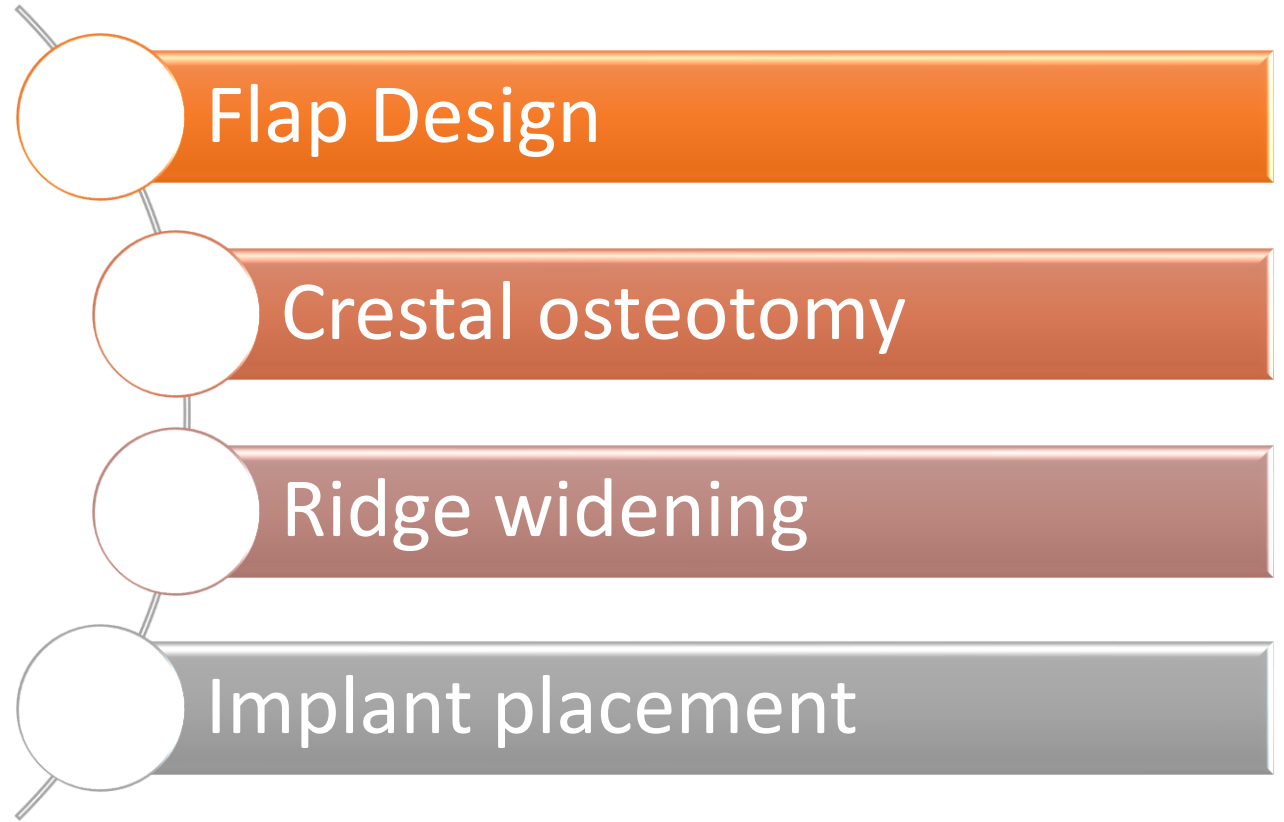 Flap Design
Crestal osteotomy
Ridge widening
Implant placement